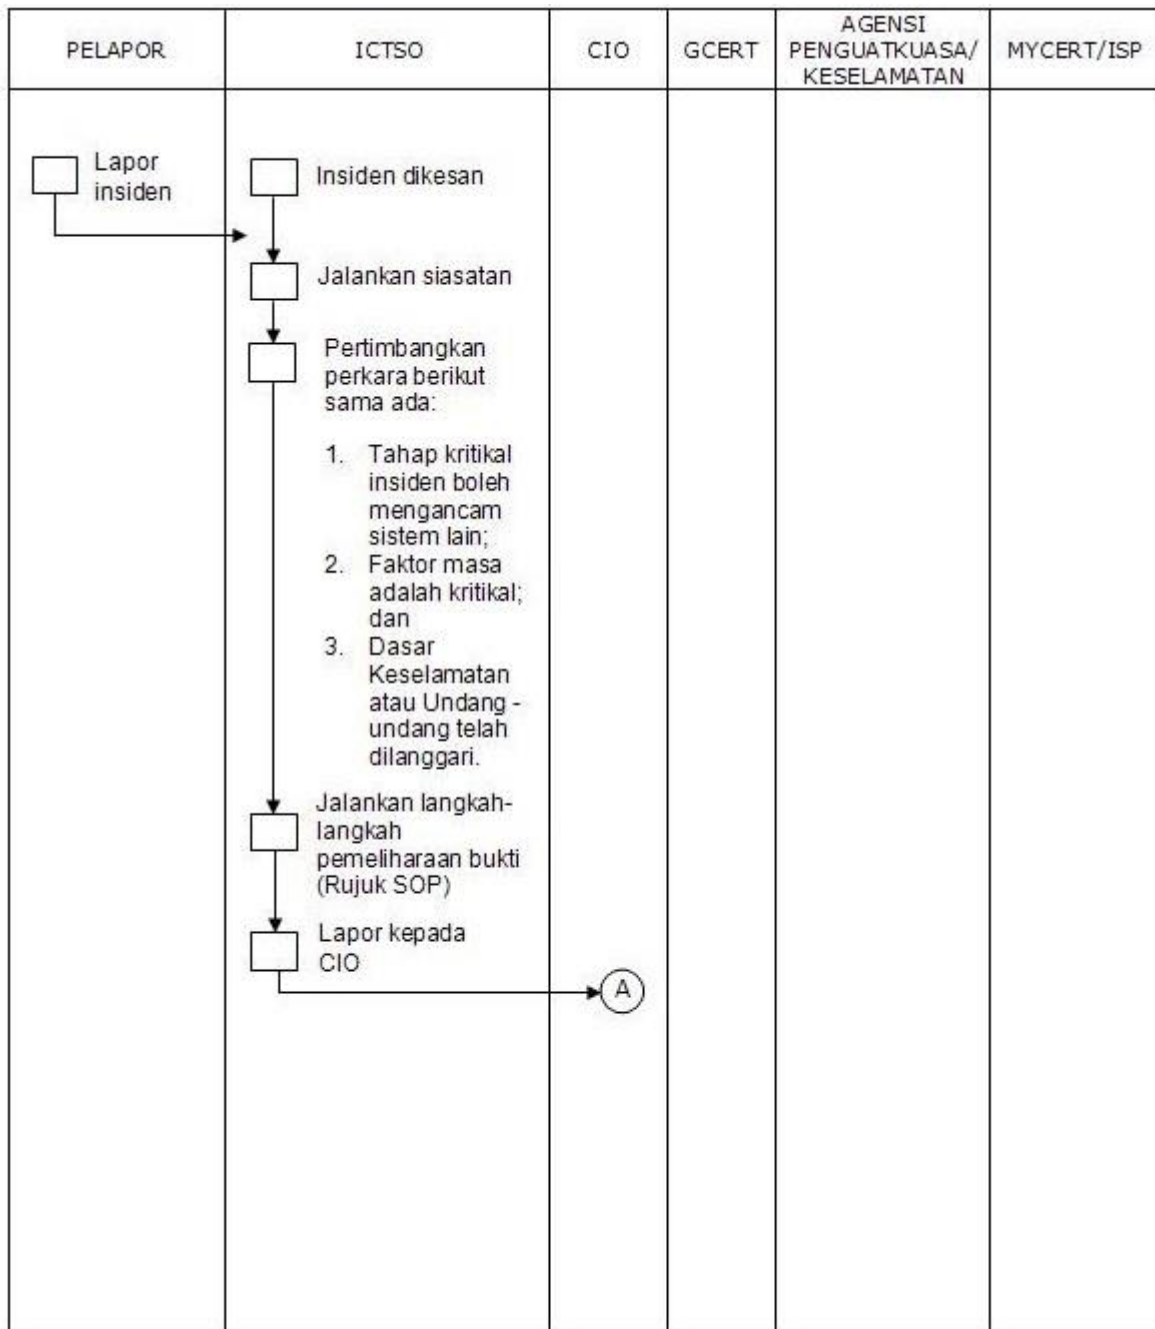 PELAPOR
ICTSO
CIO
GCERT
AGENSI
PENGUATKUASA/
KESELAMATAN
MYCERT/ISP
Lapor
insiden
Insiden dikesan
Jalankan siasatan
Pertimbangkan
perkara berikut
sama ada:
1. Tahap kritikal
insiden boleh
mengancam
sistem lain;
2. Faktor masa
adalah kritikal;
dan
3. Dasar
Keselamatan
atau Undang -
undang telah
dilanggari.
Jalankan langkah-
langkah
pemeliharaan bukti
(Rujuk SOP)
Lapor kepada
CIO
A